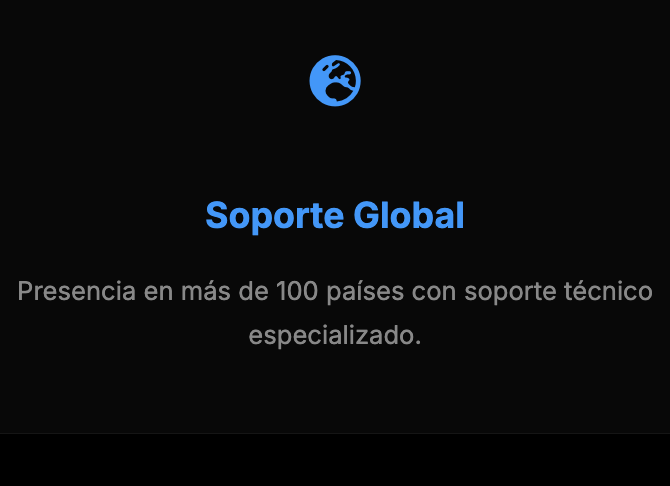 Soporte Global
Presencia en más de 100 países con soporte técnico
especializado.